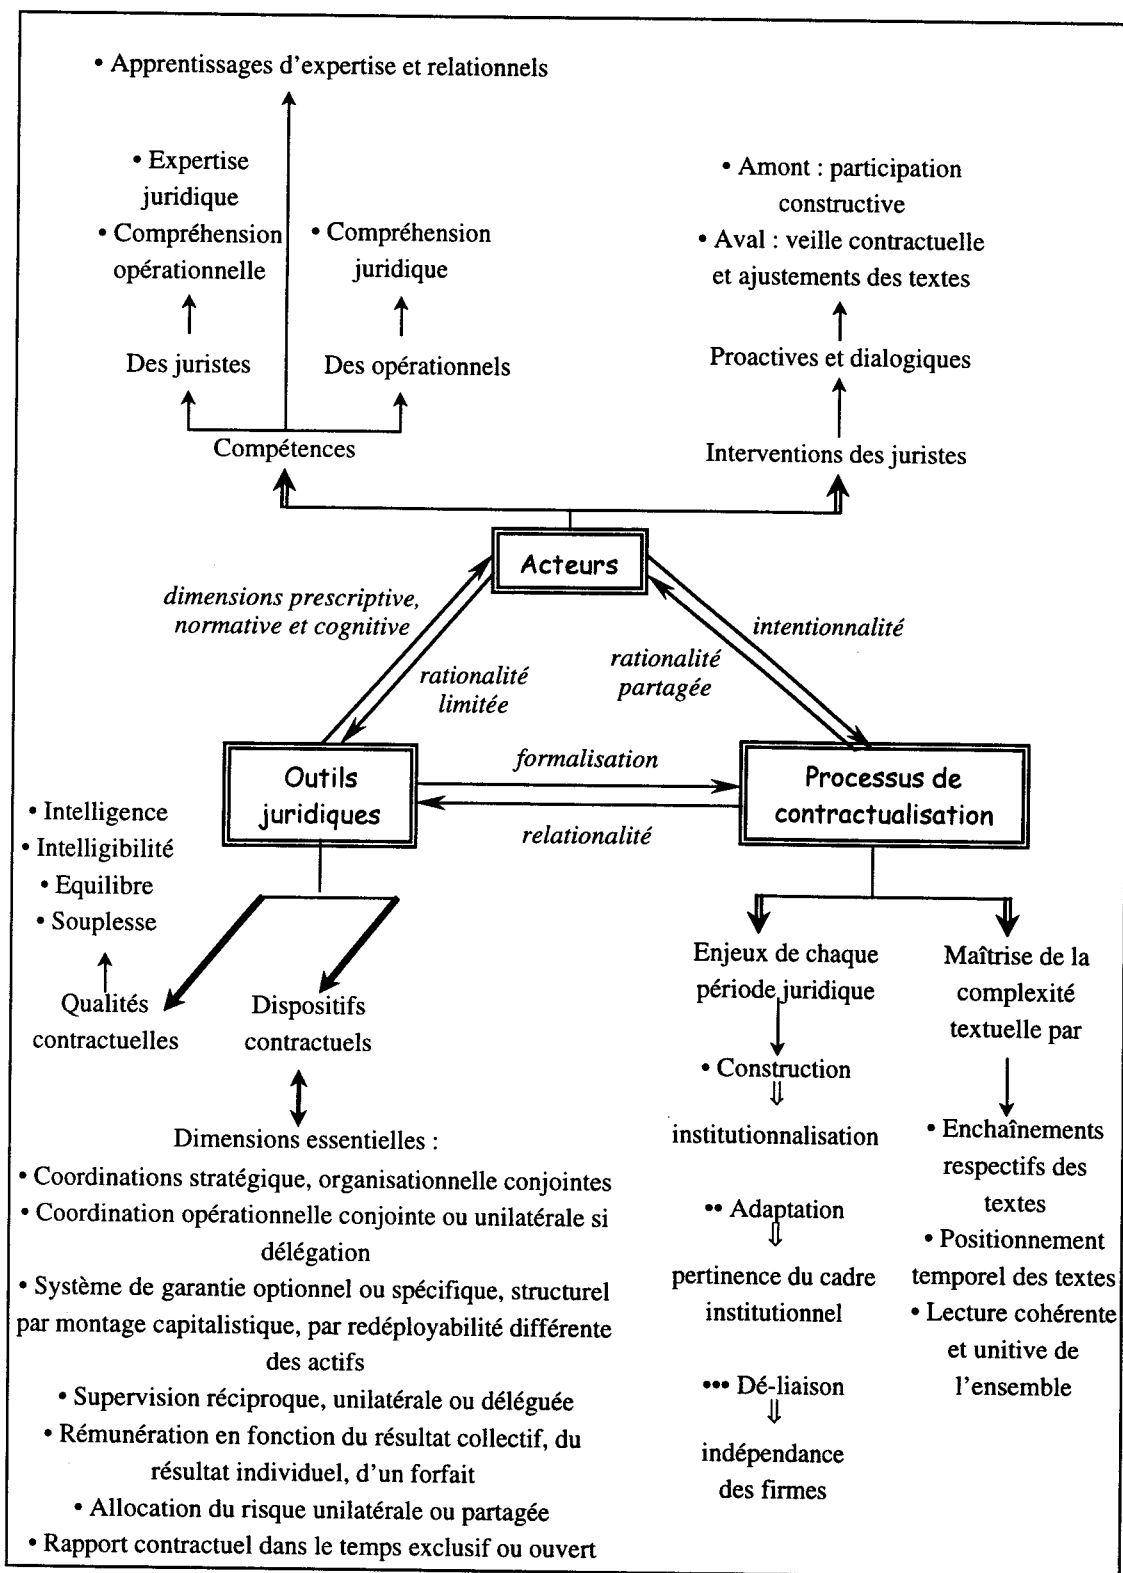 • Apprentissages d'expertise et relationnels
• Expertise
juridique
• Compréhension
opérationnelle
• Compréhension
juridique
• Amont : participation
constructive
• Aval : veille contractuelle
et ajustements des textes
Des juristes
Des opérationnels
Proactives et dialogiques
Compétences
Interventions des juristes
Acteurs
dimensions prescriptive,
normative et cognitive
rationalité
limitée
rationalité
partagée
intentionnalité
Outils
juridiques
formalisation
relationalité
Processus de
contractualisation
• Intelligence
• Intelligibilité
• Equilibre
• Souplesse
Qualités
contractuelles
Dispositifs
contractuels
Dimensions essentielles :
• Coordinations stratégique, organisationnelle conjointes
• Coordination opérationnelle conjointe ou unilatérale si
délégation
• Système de garantie optionnel ou spécifique, structurel
par montage capitalistique, par redéployabilité différente
des actifs
• Supervision réciproque, unilatérale ou déléguée
• Rémunération en fonction du résultat collectif, du
résultat individuel, d'un forfait
• Allocation du risque unilatérale ou partagée
• Rapport contractuel dans le temps exclusif ou ouvert
Enjeux de chaque
période juridique
• Construction
institutionnalisation
•• Adaptation
pertinence du cadre
institutionnel
••• Dé-liaison
indépendance
des firmes
Maîtrise de la
complexité
textuelle par
• Enchaînements
respectifs des
textes
• Positionnement
temporel des textes
• Lecture cohérente
et unitive de
l'ensemble